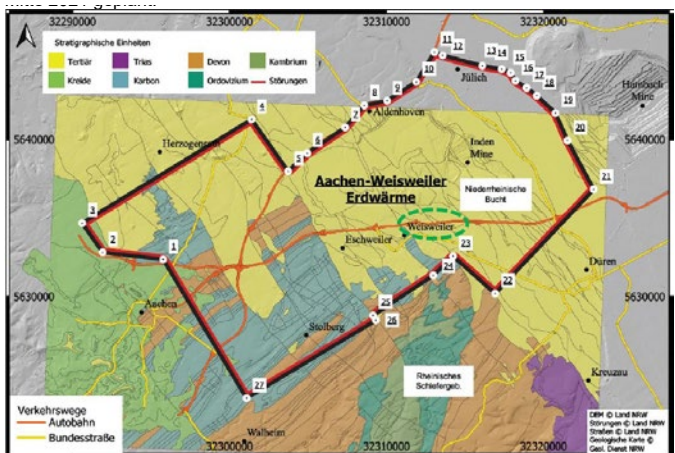 32290000 32300000 32310000 32320000
Stratigraphische Einheiten
Tertiär Trias Devon Kambrium
Kreide Karbon Ordovizium Störungen
11
12
13 14
15
16
17
18
19
20
21
10
9
8
7
6
5
4
Jülich
Hambach
Mine
Aldenhoven
5640000 5640000
Herzogenrath
Inden
Mine
Aachen-Weisweiler
Erdwärme
Niederrheinische
Bucht
3
2
1
Weisweiler
Eschweiler
23
24
22
Düren
5630000 5630000
Aachen
25
26
Stolberg
Rheinisches
Schiefergeb.
Kreuzau
27
Walheim
Verkehrswege
Autobahn
Bundesstraße
DEM © Land NRW
Störungen © Land NRW
Straßen © Land NRW
Geologische Karte ©
Geol. Dienst NRW
32300000 32310000 32320000